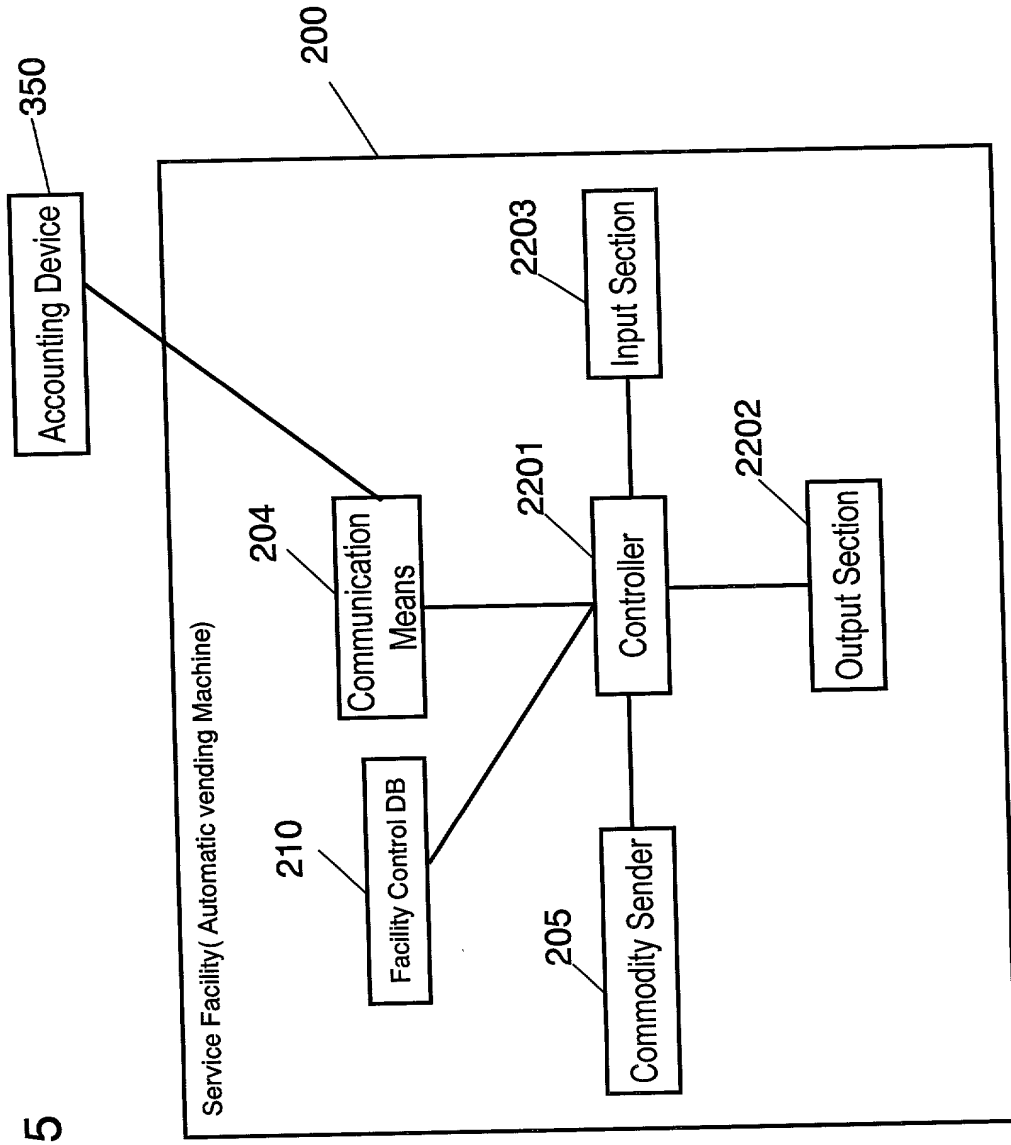 5
350
Accounting Device
200
Service Facility( Automatic vending Machine)
204
Communication
Means
210
Facility Control DB
2203
Input Section
2201
Controller
205
Commodity Sender
2202
Output Section